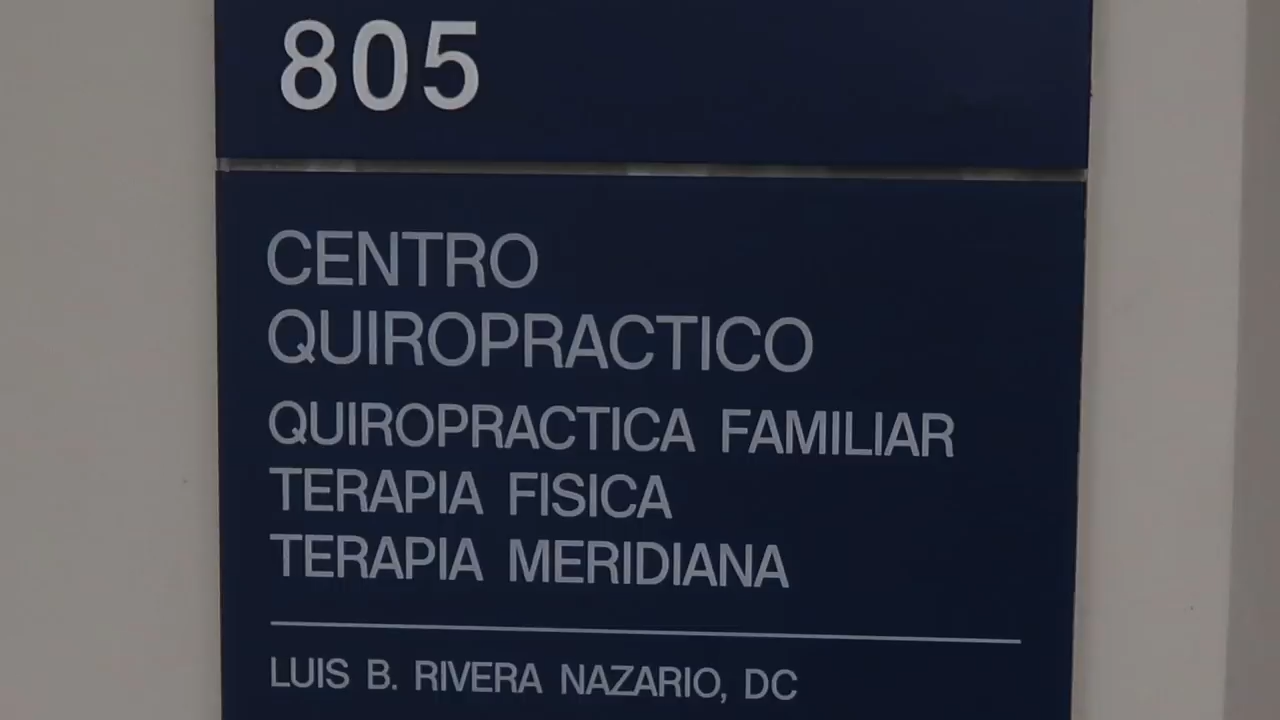 805
CENTRO
QUIROPRACTICO
QUIROPRACTICA FAMILIAR
TERAPIA FISICA
TERAPIA MERIDIANA
LUIS B. RIVERA NAZARIO, DC